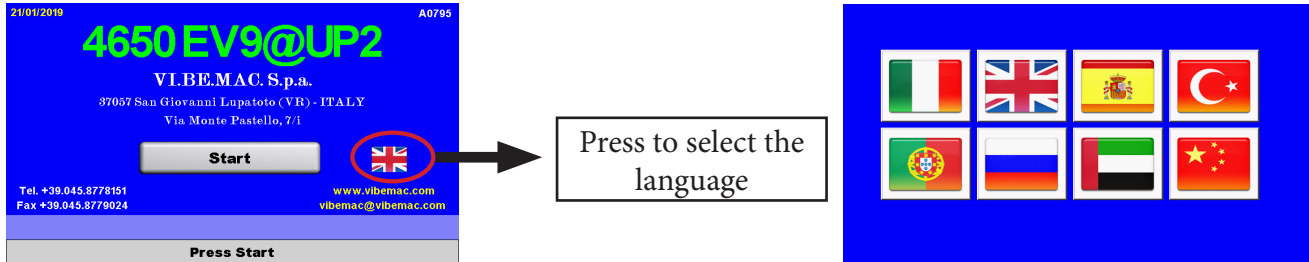 21/01/2019
A0795
4650 EV9@UP2
VI.BE.MAC. S.p.a.
37057 San Giovanni Lupatoto (VR) - ITALY
Via Monte Pastello, 7/i
Start
Tel. +39.045.8778151
www.vibemac.com
Fax +39.045.8779024
vibemac@vibemac.com
Press Start
Press to select the
language